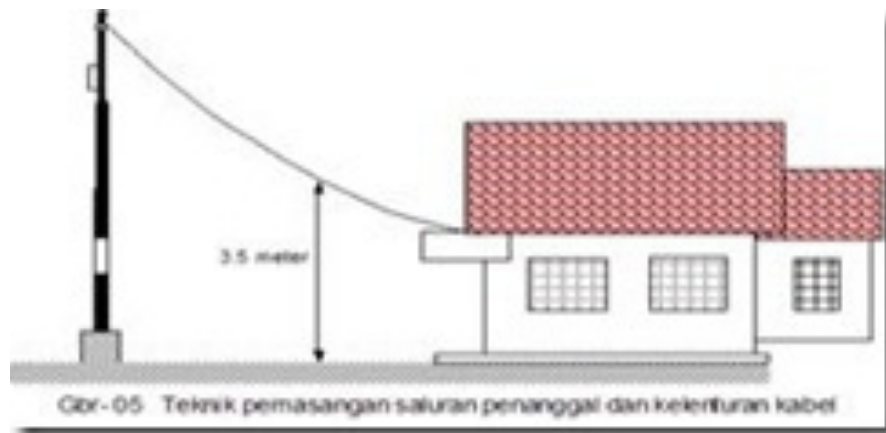 3.5 meter
Gbr-05 Teknik pemasangan saluran penanggal dan kelenturan kabel